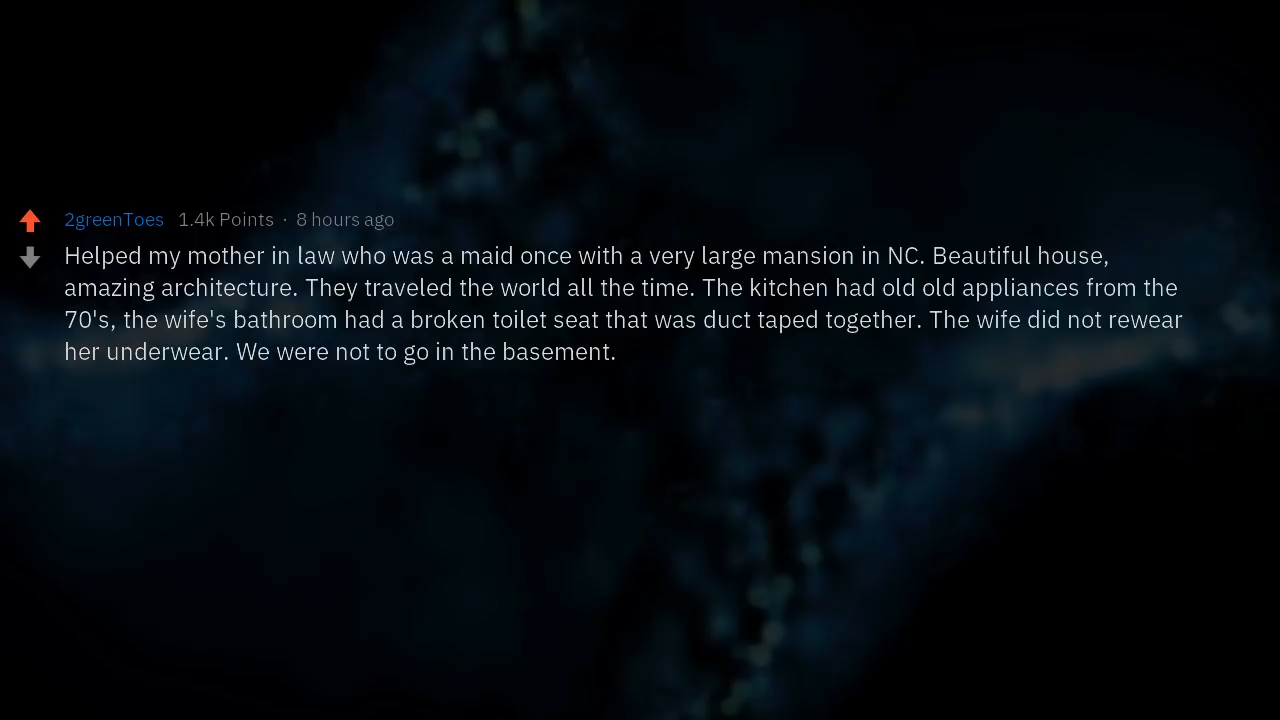 2greenToes 1.4k Points · 8 hours ago
Helped my mother in law who was a maid once with a very large mansion in NC. Beautiful house,
amazing architecture. They traveled the world all the time. The kitchen had old old appliances from the
70's, the wife's bathroom had a broken toilet seat that was duct taped together. The wife did not rewear
her underwear. We were not to go in the basement.